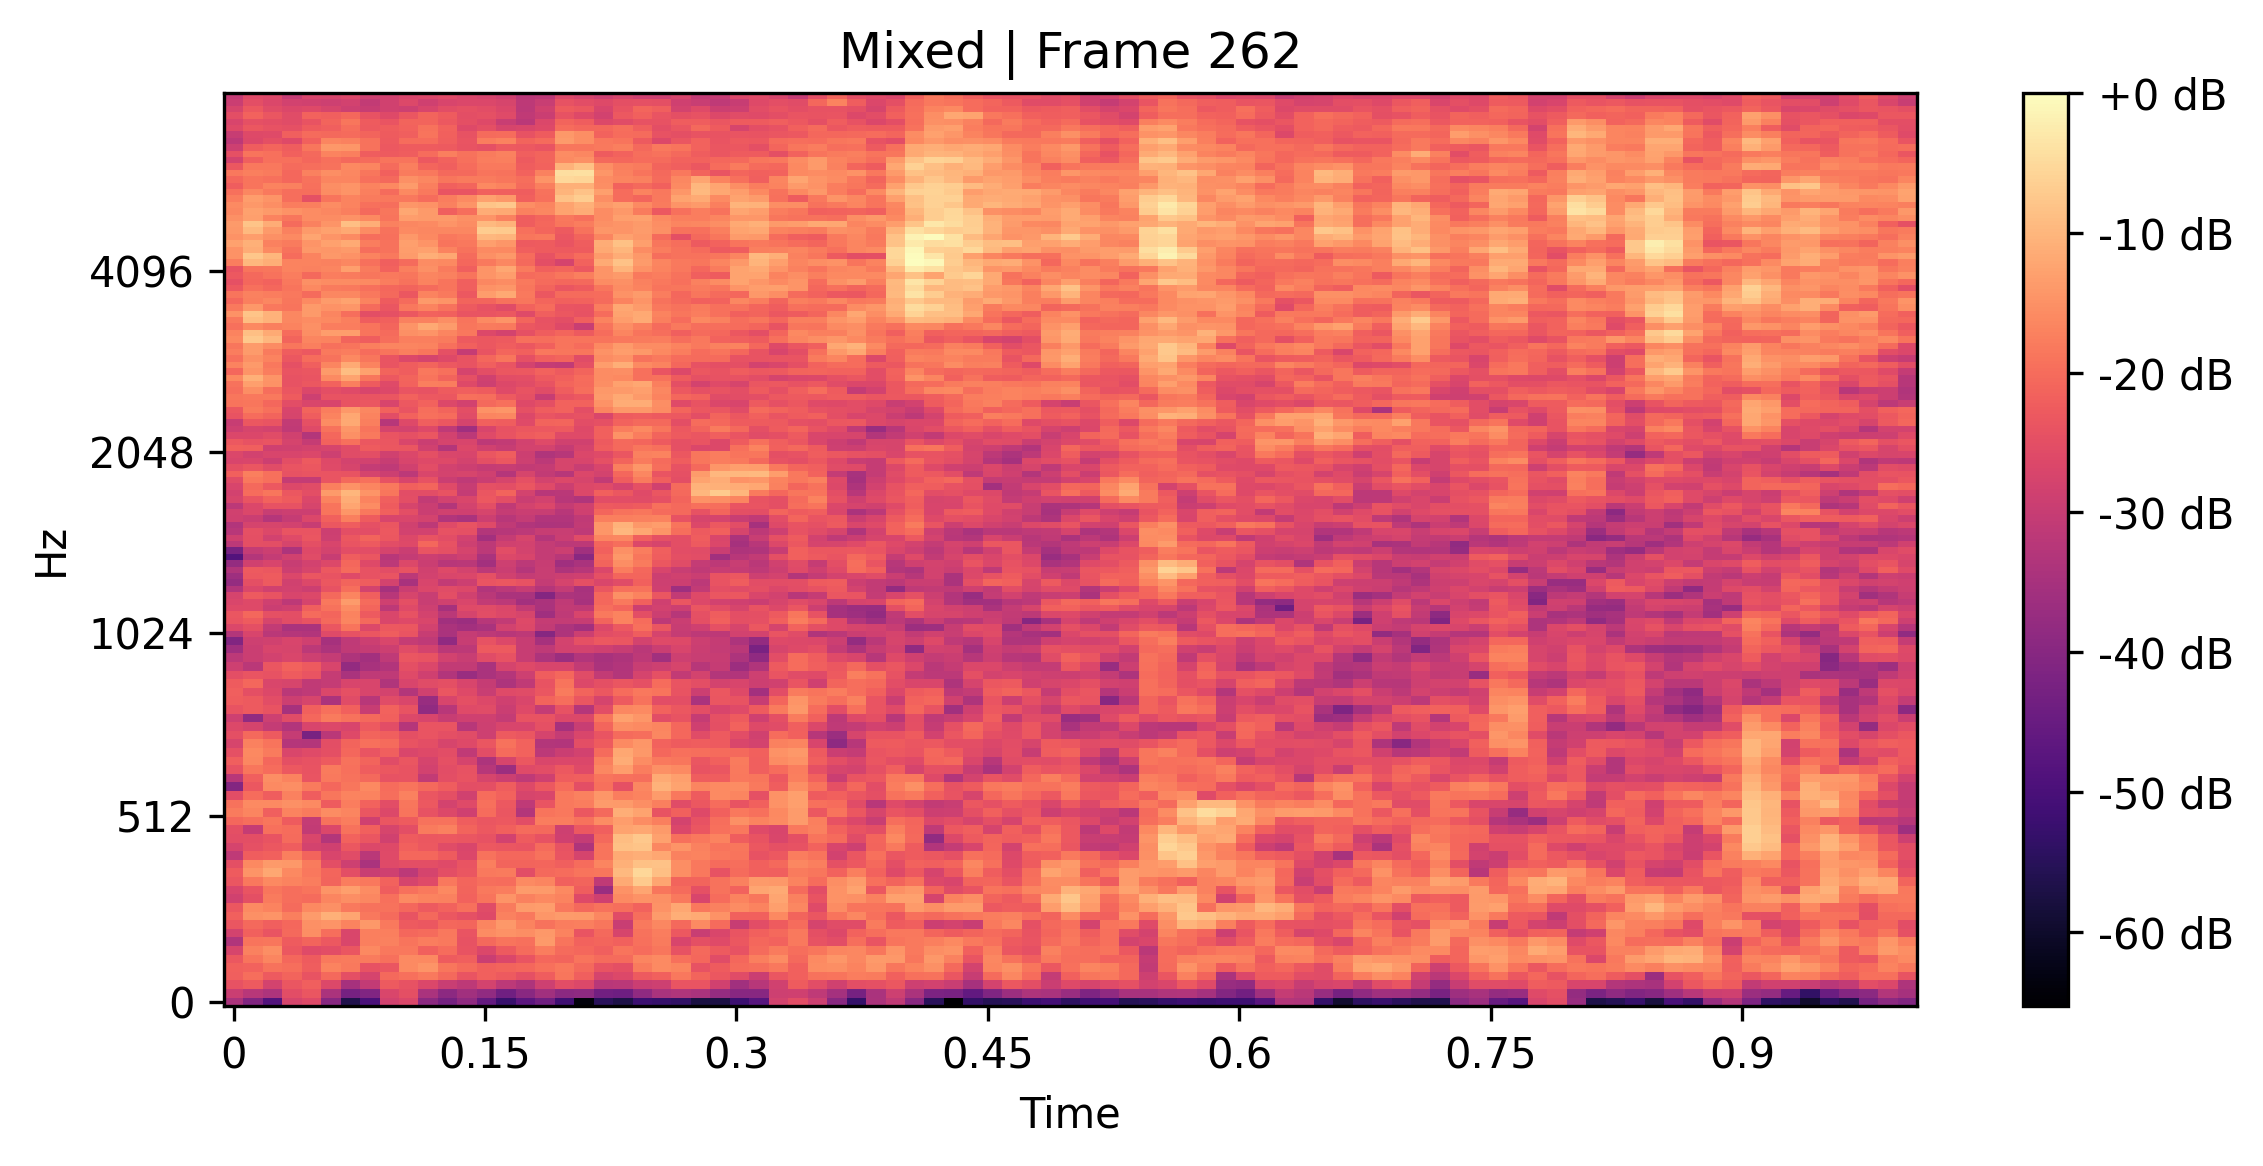 Mixed | Frame 262
+0 dB
-10 dB
-20 dB
-30 dB
-40 dB
-50 dB
-60 dB
Hz
4096
2048
1024
512
0
0 0.15 0.3 0.45 0.6 0.75 0.9
Time